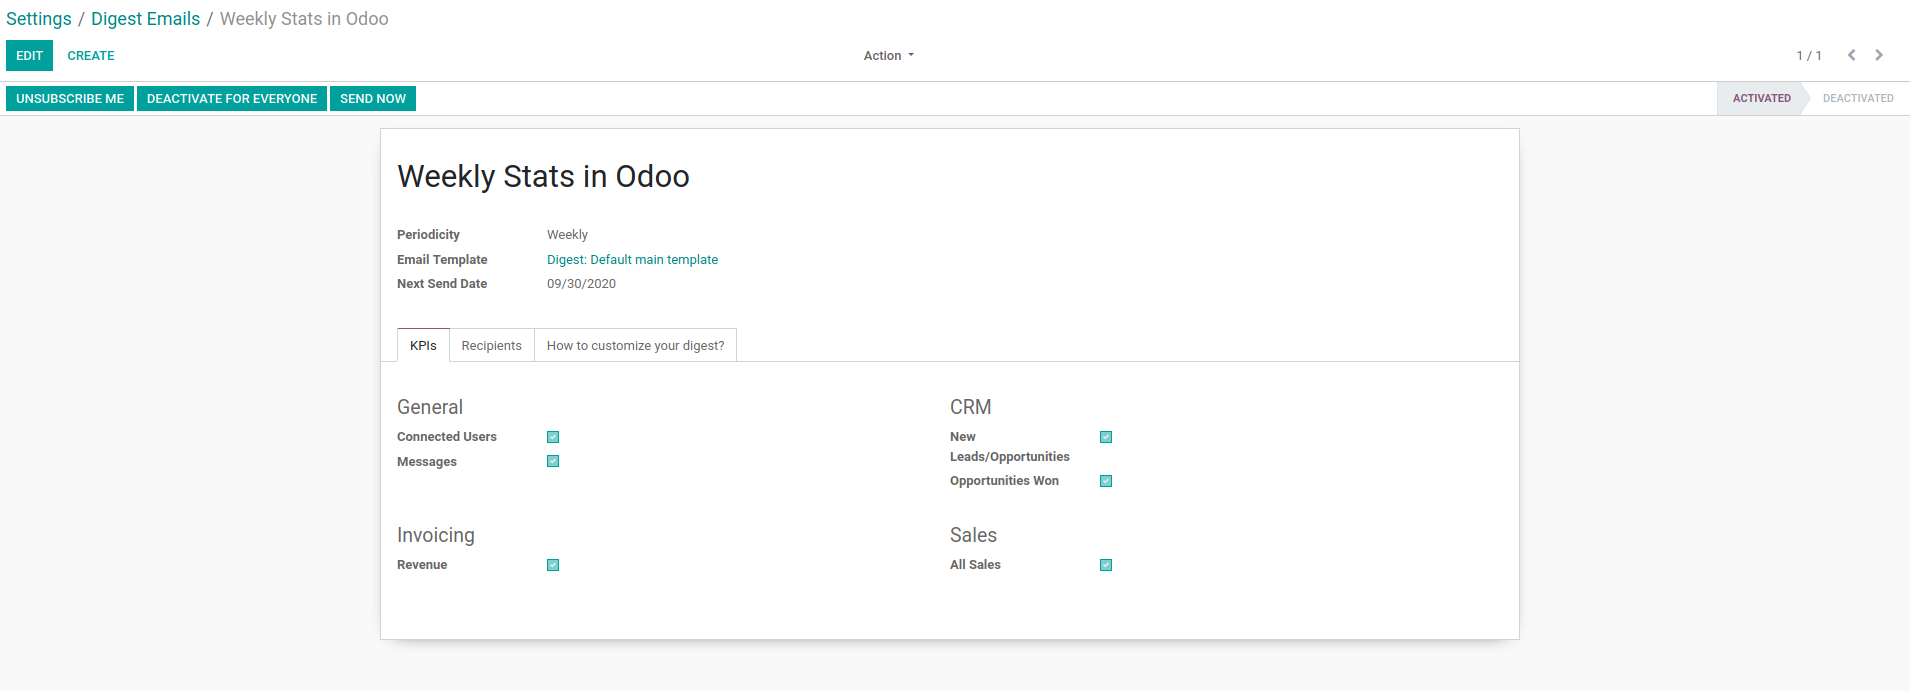 Settings / Digest Emails / Weekly Stats in Odoo
EDIT CREATE Action 1 / 1
UNSUBSCRIBE ME DEACTIVATE FOR EVERYONE SEND NOW ACTIVATED DEACTIVATED
Weekly Stats in Odoo
Periodicity Weekly
Email Template Digest: Default main template
Next Send Date 09/30/2020
KPIs Recipients How to customize your digest?
General
Connected Users
Messages
CRM
New
Leads/Opportunities
Opportunities Won
Invoicing
Revenue
Sales
All Sales